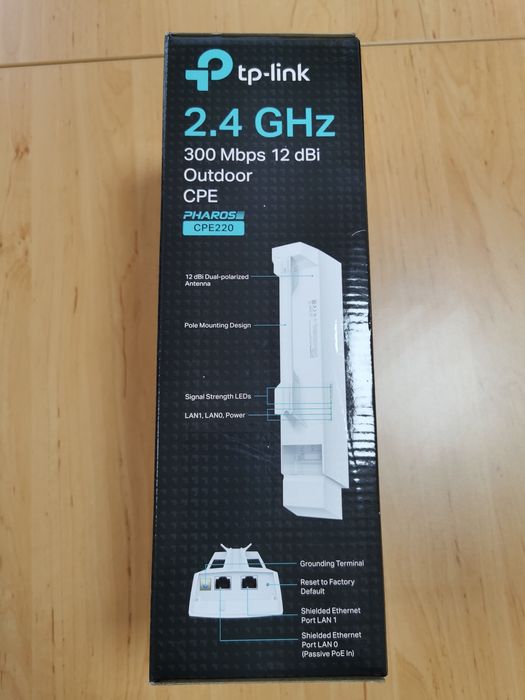 tp-link
2.4 GHz
300 Mbps 12 dBi
Outdoor
CPE
PHAROS
CPE220
12 dBi Dual-polarized
Antenna
Pole Mounting Design
Signal Strength LEDs
LAN1, LAN0, Power
Grounding Terminal
Reset to Factory
Default
Shielded Ethernet
Port LAN 1
Shielded Ethernet
Port LAN 0
(Passive PoE In)